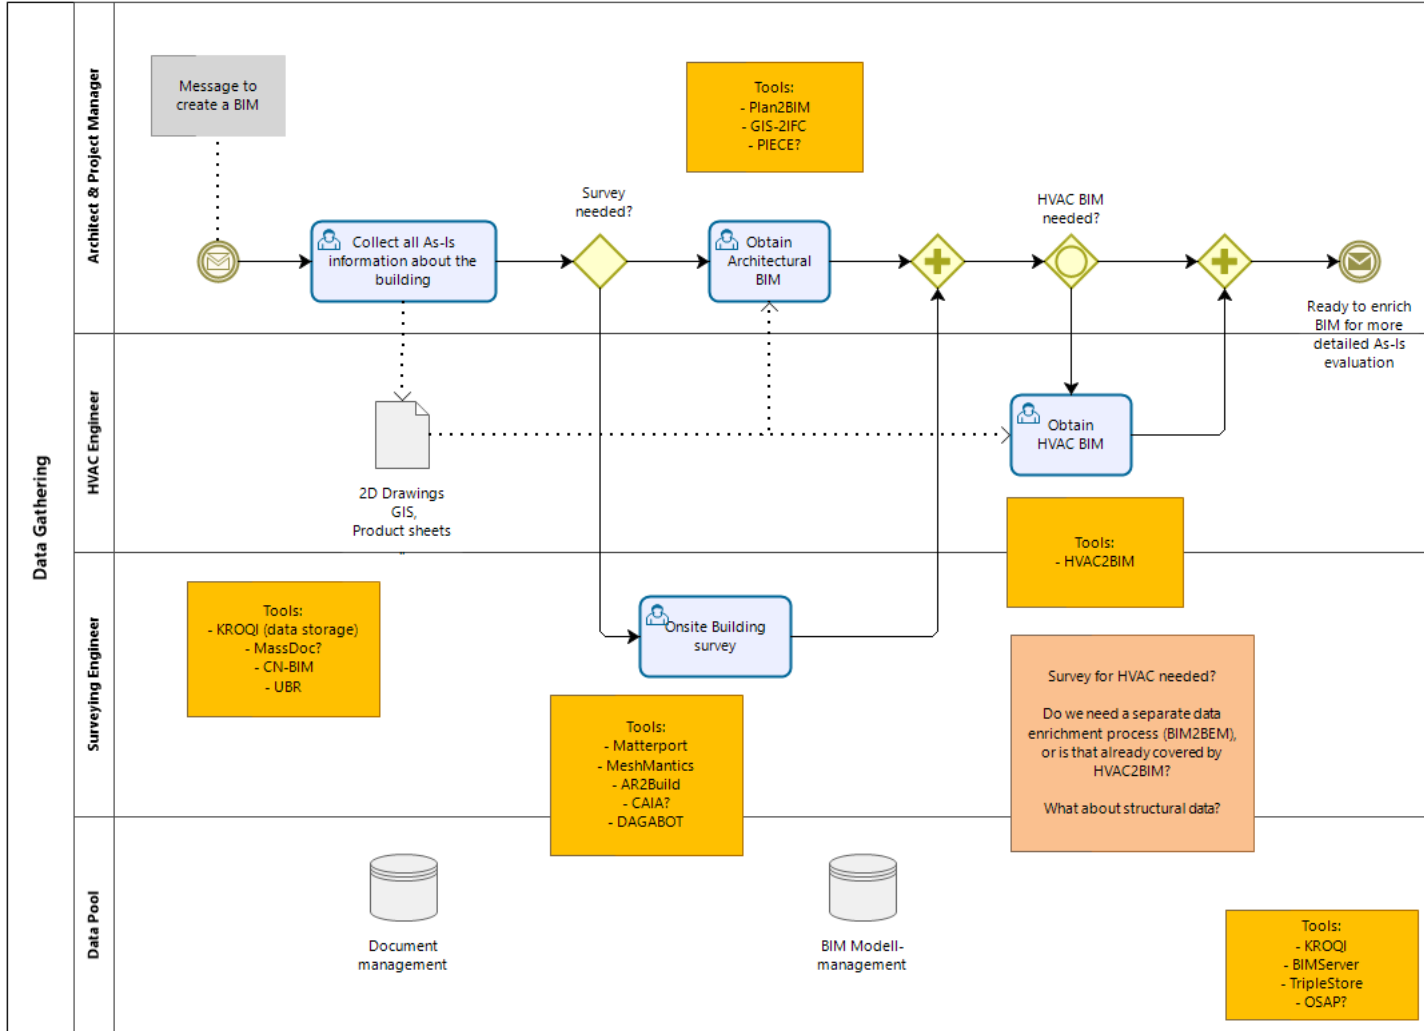 Data Gathering
Architect & Project Manager
Message to
create a BIM
Tools:
- Plan2BIM
- GIS-2IFC
- PIECE?
Collect all As-Is
information about the
building
Survey
needed?
Obtain
Architectural
BIM
HVAC BIM
needed?
Ready to enrich
BIM for more
detailed As-Is
evaluation
HVAC Engineer
2D Drawings
GIS,
Product sheets
Obtain
HVAC BIM
Tools:
- HVAC2BIM
Surveying Engineer
Tools:
- KROQI (data storage)
- MassDoc?
- CN-BIM
- UBR
Onsite Building
survey
Tools:
- Matterport
- MeshMantics
- AR2Build
- CAIA?
- DAGABOT
Survey for HVAC needed?
Do we need a separate data
enrichment process (BIM2BEM),
or is that already covered by
HVAC2BIM?
What about structural data?
Data Pool
Document
management
BIM Modell-
management
Tools:
- KROQI
- BIMServer
- TripleStore
- OSAP?